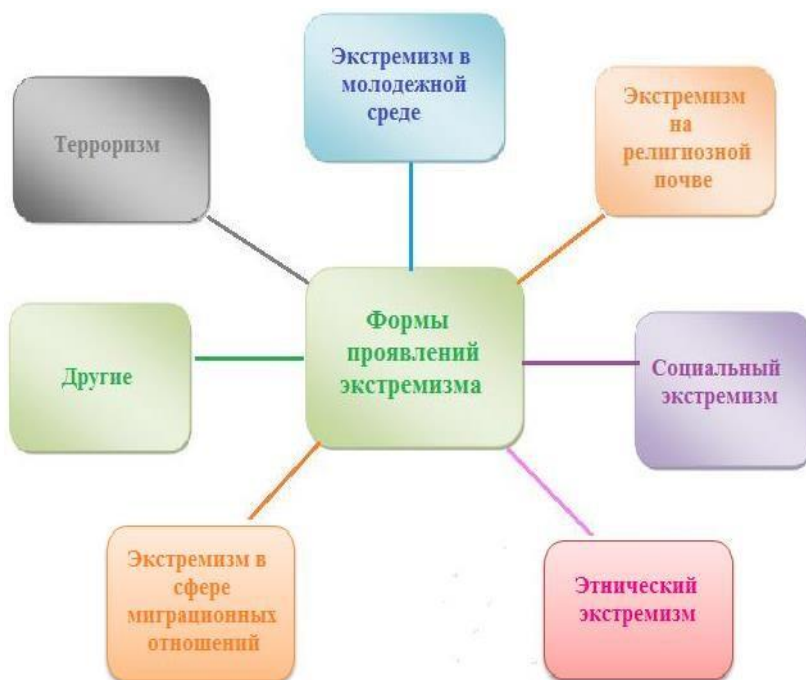 Экстремизм в
молодежной
среде
Терроризм
Экстремизм
на
религиозной
почве
Формы
проявлений
экстремизма
Другие
Социальный
экстремизм
Экстремизм в
сфере
миграционных
отношений
Этнический
экстремизм